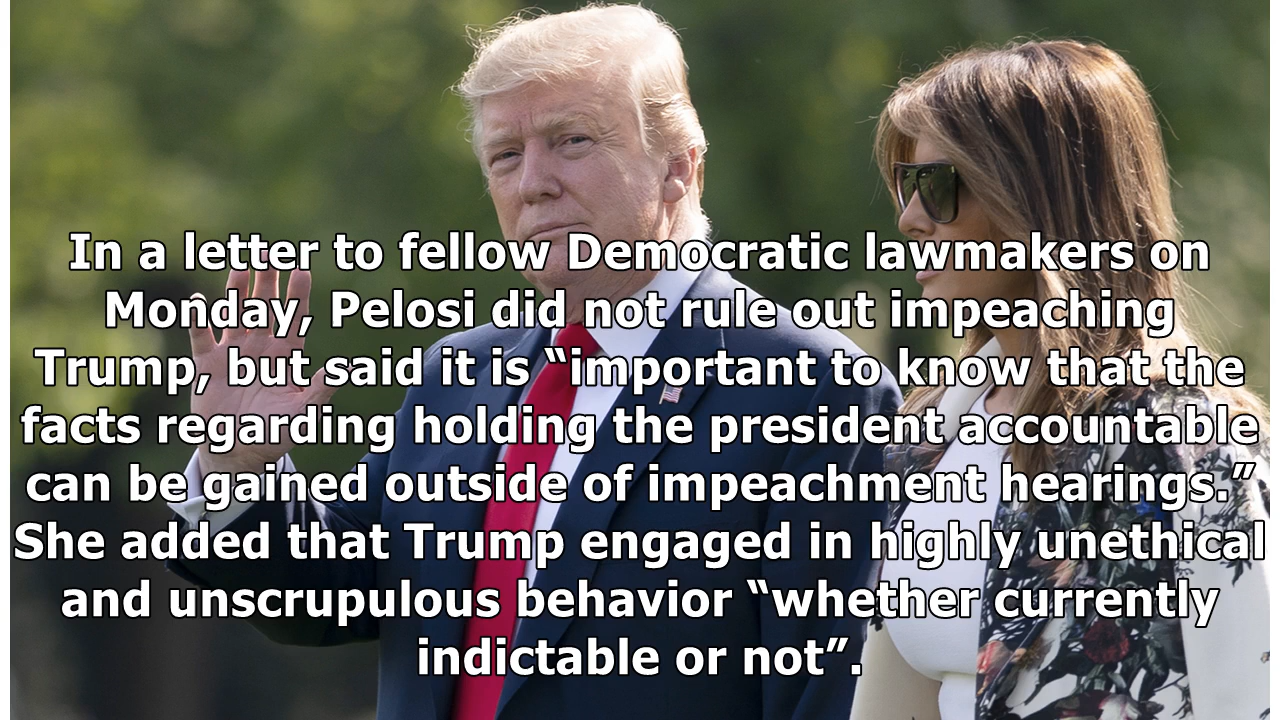 In a letter to fellow Democratic lawmakers on
Monday, Pelosi did not rule out impeaching
Trump, but said it is “important to know that the
facts regarding holding the president accountable
can be gained outside of impeachment hearings.”
She added that Trump engaged in highly unethical
and unscrupulous behavior “whether currently
indictable or not”.